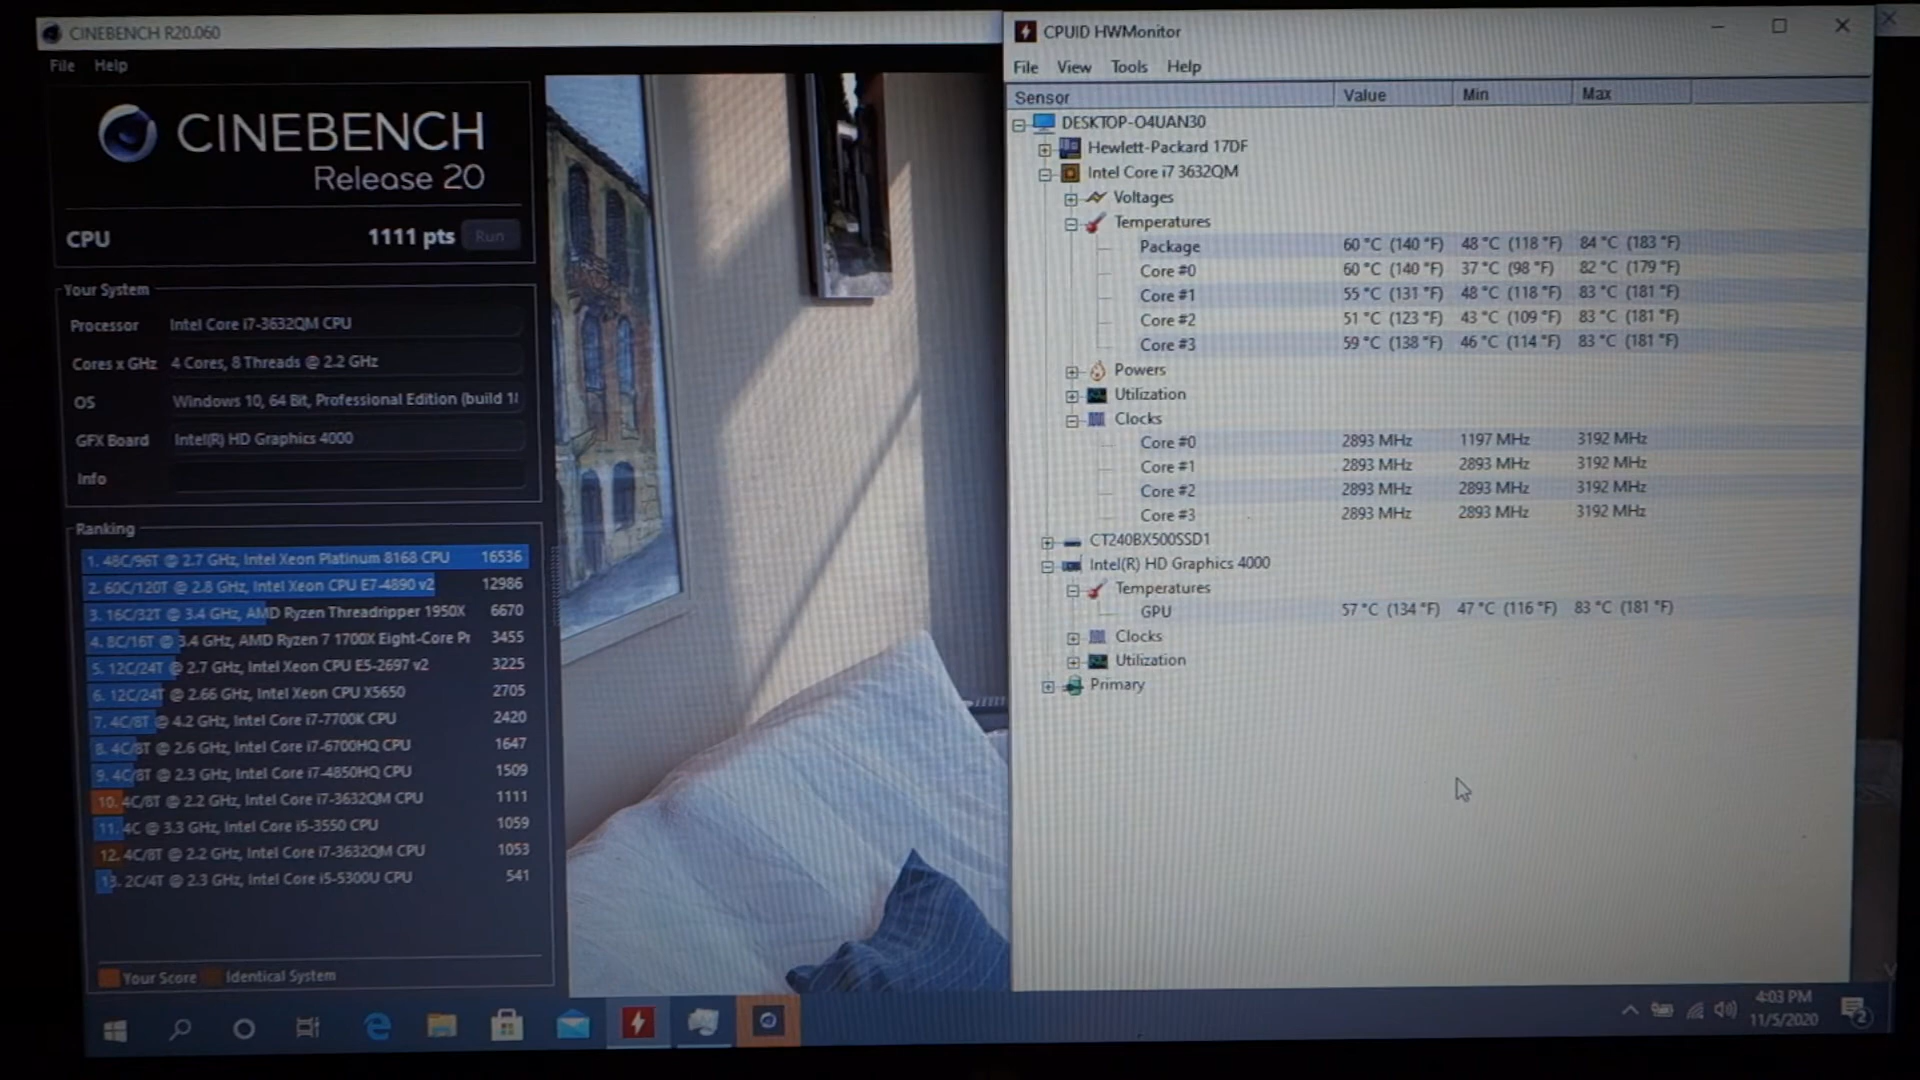 CINEBENCH R20.060
File Help
CINEBENCH
Release 20
CPU 1111 pts Run
Your System
Processor Intel Core i7-3632QM CPU
Cores x GHz 4 Cores, 8 Threads @ 2.2 GHz
OS Windows 10, 64 Bit, Professional Edition (build 1
GFX Board Intel(R) HD Graphics 4000
Info
Ranking
1. 48C/96T @ 2.7 GHz, Intel Xeon Platinum 8168 CPU 16536
2. 60C/120T @ 2.8 GHz, Intel Xeon CPU E7-4890 v2 12986
3. 16C/32T @ 3.4 GHz, AMD Ryzen Threadripper 1950X 6670
4. 8C/16T @ 3.4 GHz, AMD Ryzen 7 1700X Eight-Core Pr 3455
5. 12C/24T @ 2.7 GHz, Intel Xeon CPU E5-2697 v2 3225
6. 12C/24T @ 2.66 GHz, Intel Xeon CPU X5650 2705
7. 4C/8T @ 4.2 GHz, Intel Core i7-7700K CPU 2420
8. 4C/8T @ 2.6 GHz, Intel Core i7-6700HQ CPU 1647
9. 4C/8T @ 2.3 GHz, Intel Core i7-4850HQ CPU 1509
10. 4C/8T @ 2.2 GHz, Intel Core i7-3632QM CPU 1111
11. 4C @ 3.3 GHz, Intel Core i5-3550 CPU 1059
12. 4C/8T @ 2.2 GHz, Intel Core i7-3632QM CPU 1053
13. 2C/4T @ 2.3 GHz, Intel Core i5-5300U CPU 541
Your Score Identical System
CPUID HWMonitor
File View Tools Help
Sensor Value Min Max
DESKTOP-O4UAN30
Hewlett-Packard 17DF
Intel Core i7 3632QM
Voltages
Temperatures
Package 60 °C (140 °F) 48 °C (118 °F) 84 °C (183 °F)
Core #0 60 °C (140 °F) 37 °C (98 °F) 82 °C (179 °F)
Core #1 55 °C (131 °F) 48 °C (118 °F) 83 °C (181 °F)
Core #2 51 °C (123 °F) 43 °C (109 °F) 83 °C (181 °F)
Core #3 59 °C (138 °F) 46 °C (114 °F) 83 °C (181 °F)
Powers
Utilization
Clocks
Core #0 2893 MHz 1197 MHz 3192 MHz
Core #1 2893 MHz 2893 MHz 3192 MHz
Core #2 2893 MHz 2893 MHz 3192 MHz
Core #3 2893 MHz 2893 MHz 3192 MHz
CT240BX500SSD1
Intel(R) HD Graphics 4000
Temperatures
GPU 57 °C (134 °F) 47 °C (116 °F) 83 °C (181 °F)
Clocks
Utilization
Primary
4:03 PM
11/5/2020
2